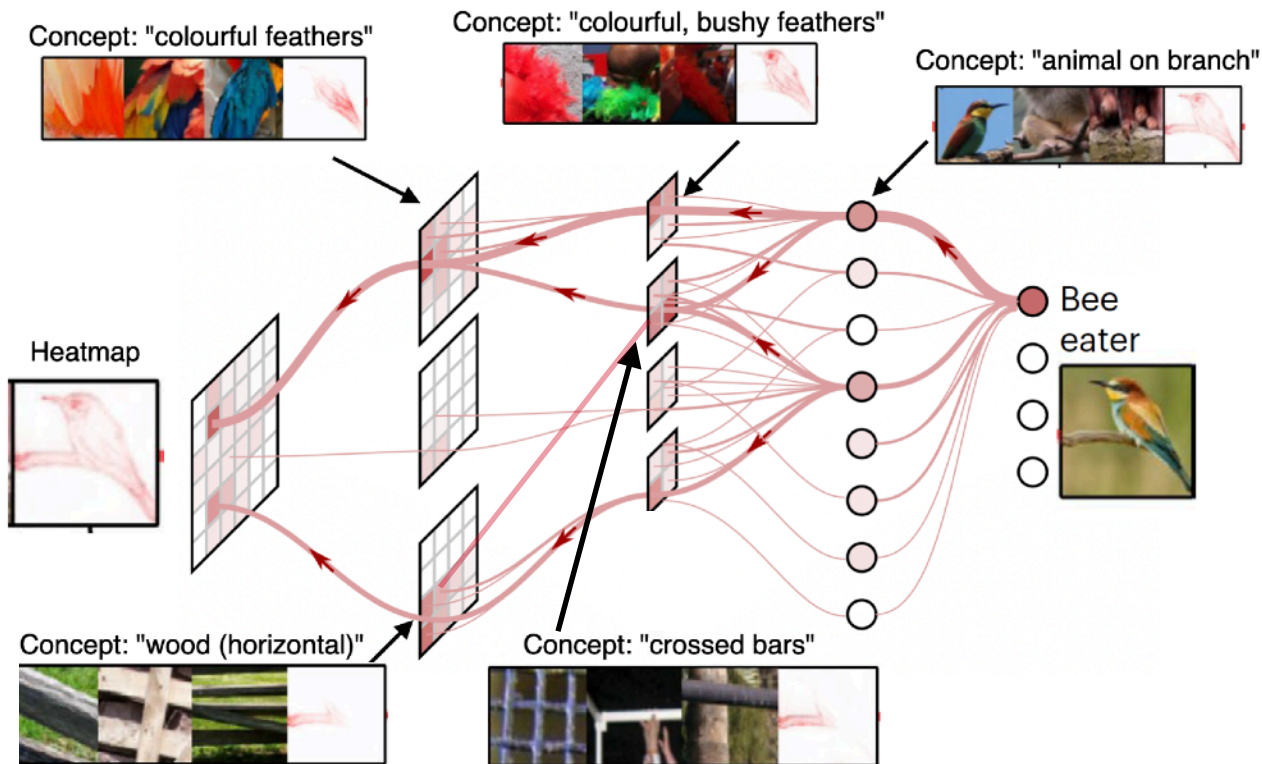 Concept: "colourful feathers"
Concept: "colourful, bushy feathers"
Concept: "animal on branch"
Heatmap
Bee
eater
Concept: "wood (horizontal)"
Concept: "crossed bars"